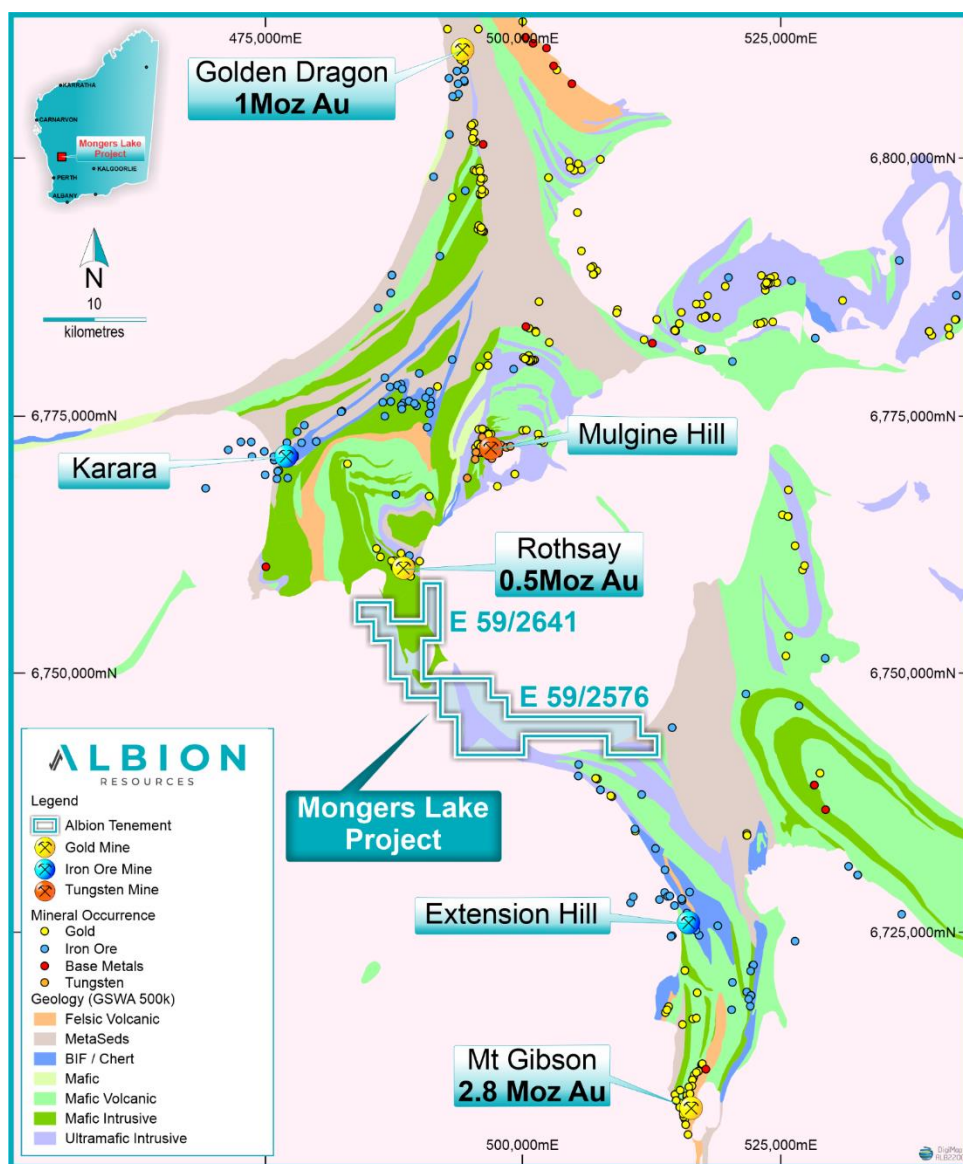 475,000mE
500,000mE
525,000mE
Golden Dragon
1Moz Au
KARRATHA
CARNARVON
Mongers Lake
Project
KALGOORLIE
PERTH
ALBANY
6,800,000mN
N
10
kilometres
6,775,000mN
6,775,000mN
Mulgine Hill
Karara
Rothsay
0.5Moz Au
E 59/2641
6,750,000mN
6,750,000mN
E 59/2576
Mongers Lake
Project
ALBION
RESOURCES
Legend
Albion Tenement
Gold Mine
Iron Ore Mine
Tungsten Mine
Mineral Occurrence
Gold
Iron Ore
Base Metals
Tungsten
Geology (GSWA 500k)
Felsic Volcanic
MetaSeds
BIF / Chert
Mafic
Mafic Volcanic
Mafic Intrusive
Ultramafic Intrusive
Extension Hill
6,725,000mN
Mt Gibson
2.8 Moz Au
500,000mE
525,000mE